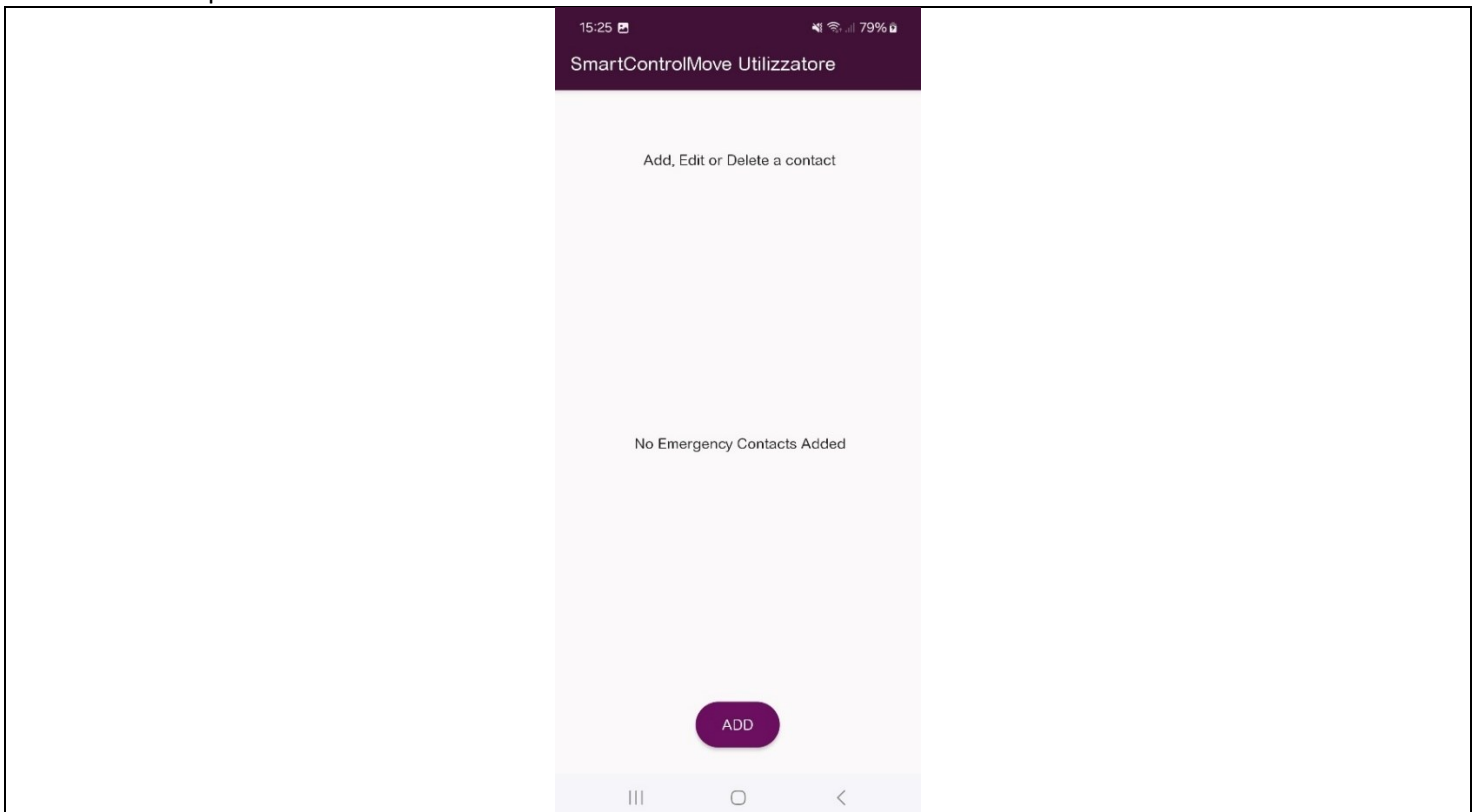 15:25 79%
SmartControlMove Utilizzatore
Add, Edit or Delete a contact
No Emergency Contacts Added
ADD